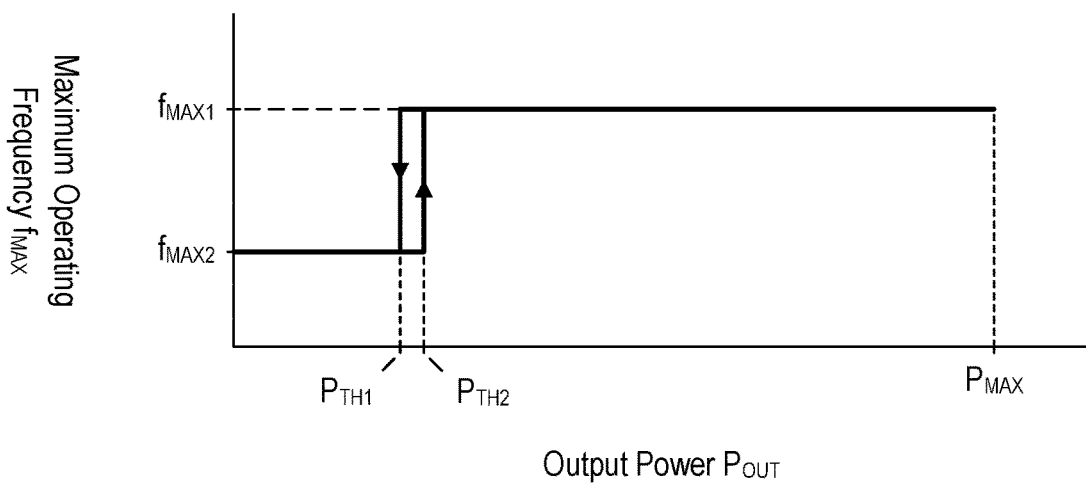 Maximum Operating
Frequency fMAX
fMAX1
fMAX2
PTH1
PTH2
PMAX
Output Power POUT